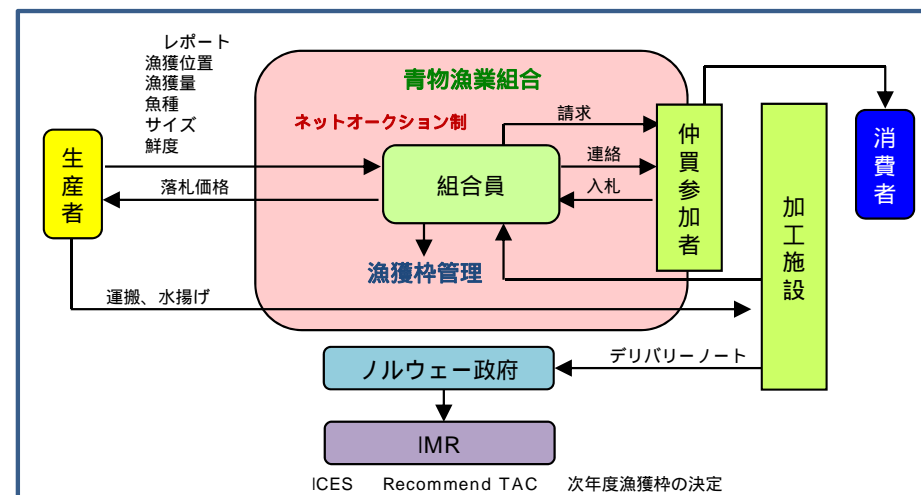 レポート
漁獲位置
漁獲量
魚種
サイズ
鮮度
青物漁業組合
ネットオークション制
請求
連絡
入札
生産者
落札価格
組合員
仲買参加者
消費者
加工施設
漁獲枠管理
運搬、水揚げ
デリバリーノート
ノルウェー政府
IMR
ICES Recommend TAC 次年度漁獲枠の決定